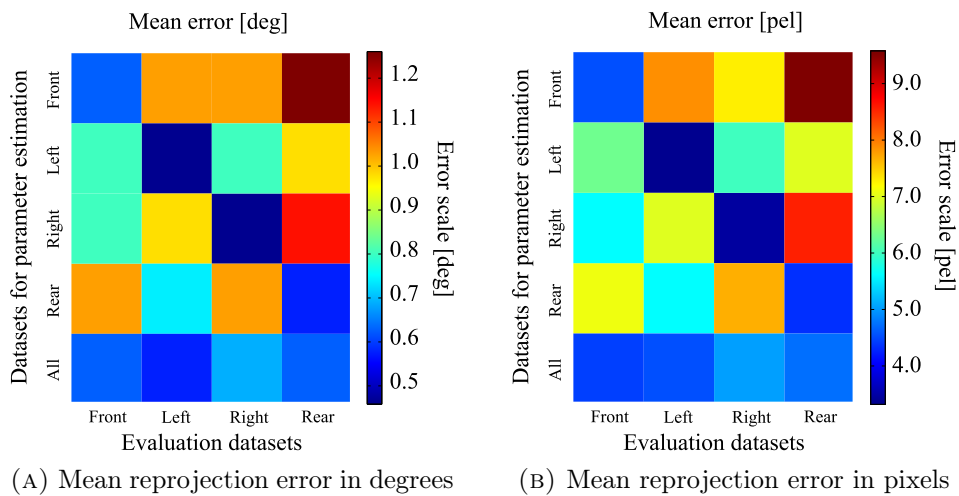 Mean error [deg]
Datasets for parameter estimation
Front
Left
Right
Rear
All
Front Left Right Rear
Evaluation datasets
1.2
1.1
1.0
0.9
0.8
0.7
0.6
0.5
Error scale [deg]
(A) Mean reprojection error in degrees
Mean error [pel]
Datasets for parameter estimation
Front
Left
Right
Rear
All
Front Left Right Rear
Evaluation datasets
9.0
8.0
7.0
6.0
5.0
4.0
Error scale [pel]
(B) Mean reprojection error in pixels